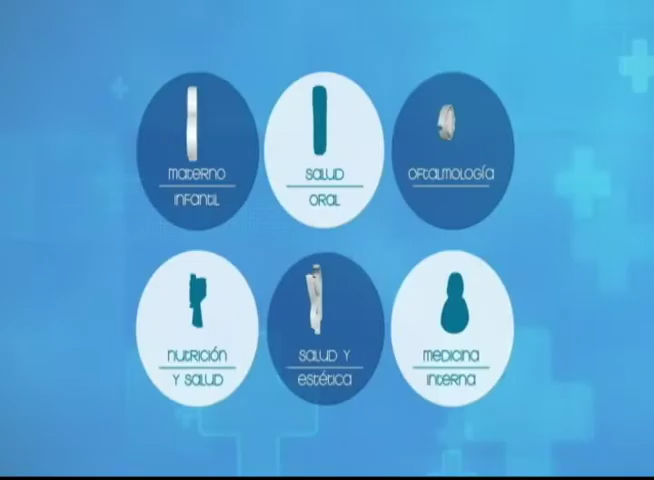 materno
infantil
salud
oral
oftalmología
nutrición
y salud
salud y
estética
medicina
interna